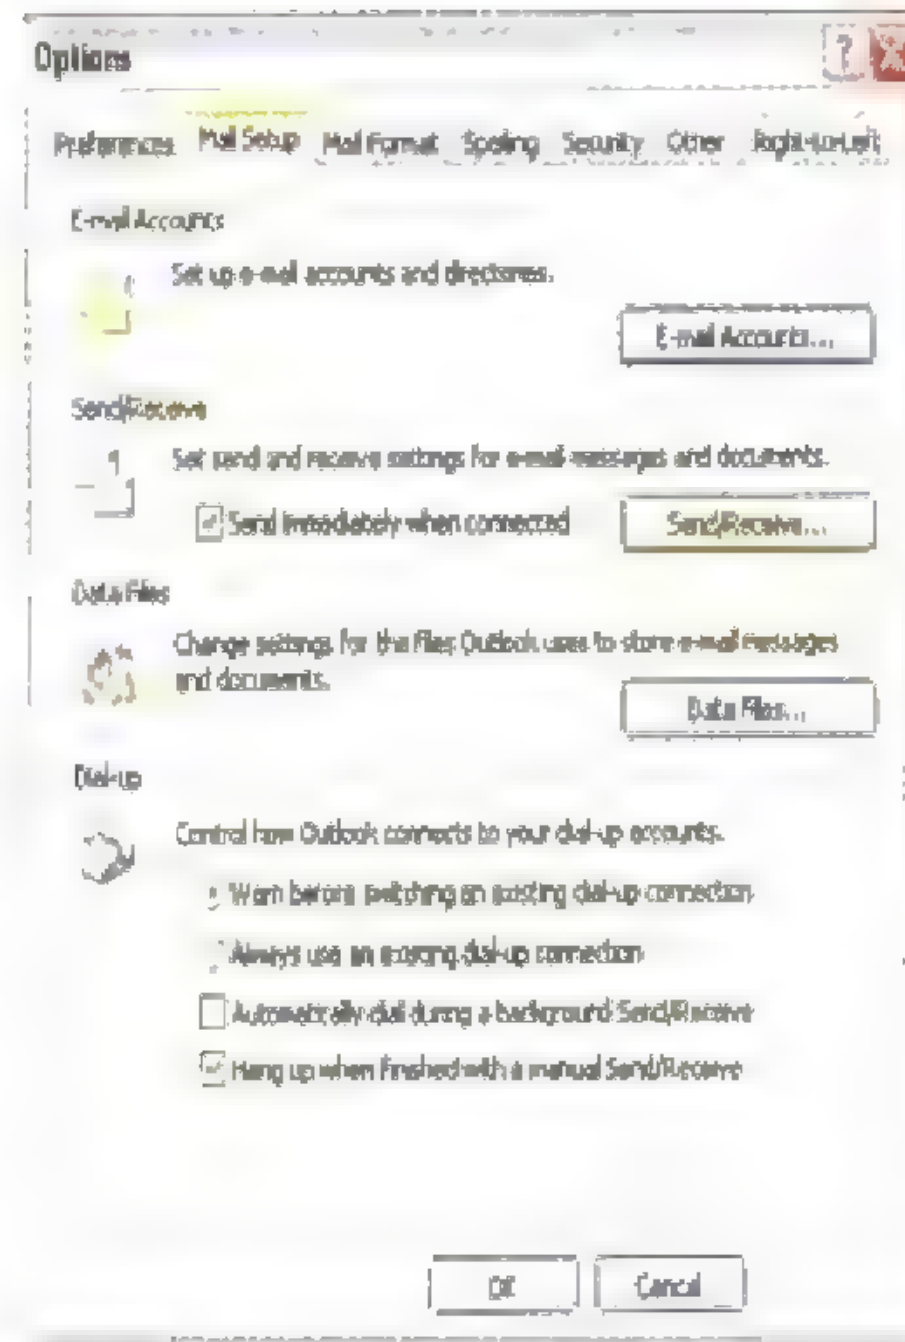 Options
Preferences Mail Setup Mail Format Spelling Security Other Right-to-Left
E-mail Accounts
Set up e-mail accounts and directories.
E-mail Accounts...
Send/Receive
Set send and receive settings for e-mail messages and documents.
Send immediately when connected
Send/Receive...
Data Files
Change settings for the files Outlook uses to store e-mail messages
and documents.
Data Files...
Dial-up
Control how Outlook connects to your dial-up accounts.
Warn before switching an existing dial-up connection
Always use an existing dial-up connection
Automatically dial during a background Send/Receive
Hang up when finished with a manual Send/Receive
OK Cancel